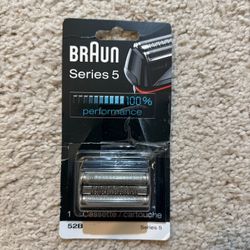 BRAUN
Series 5
100%
performance
1 Cassette / cartouche
52B
Series 5